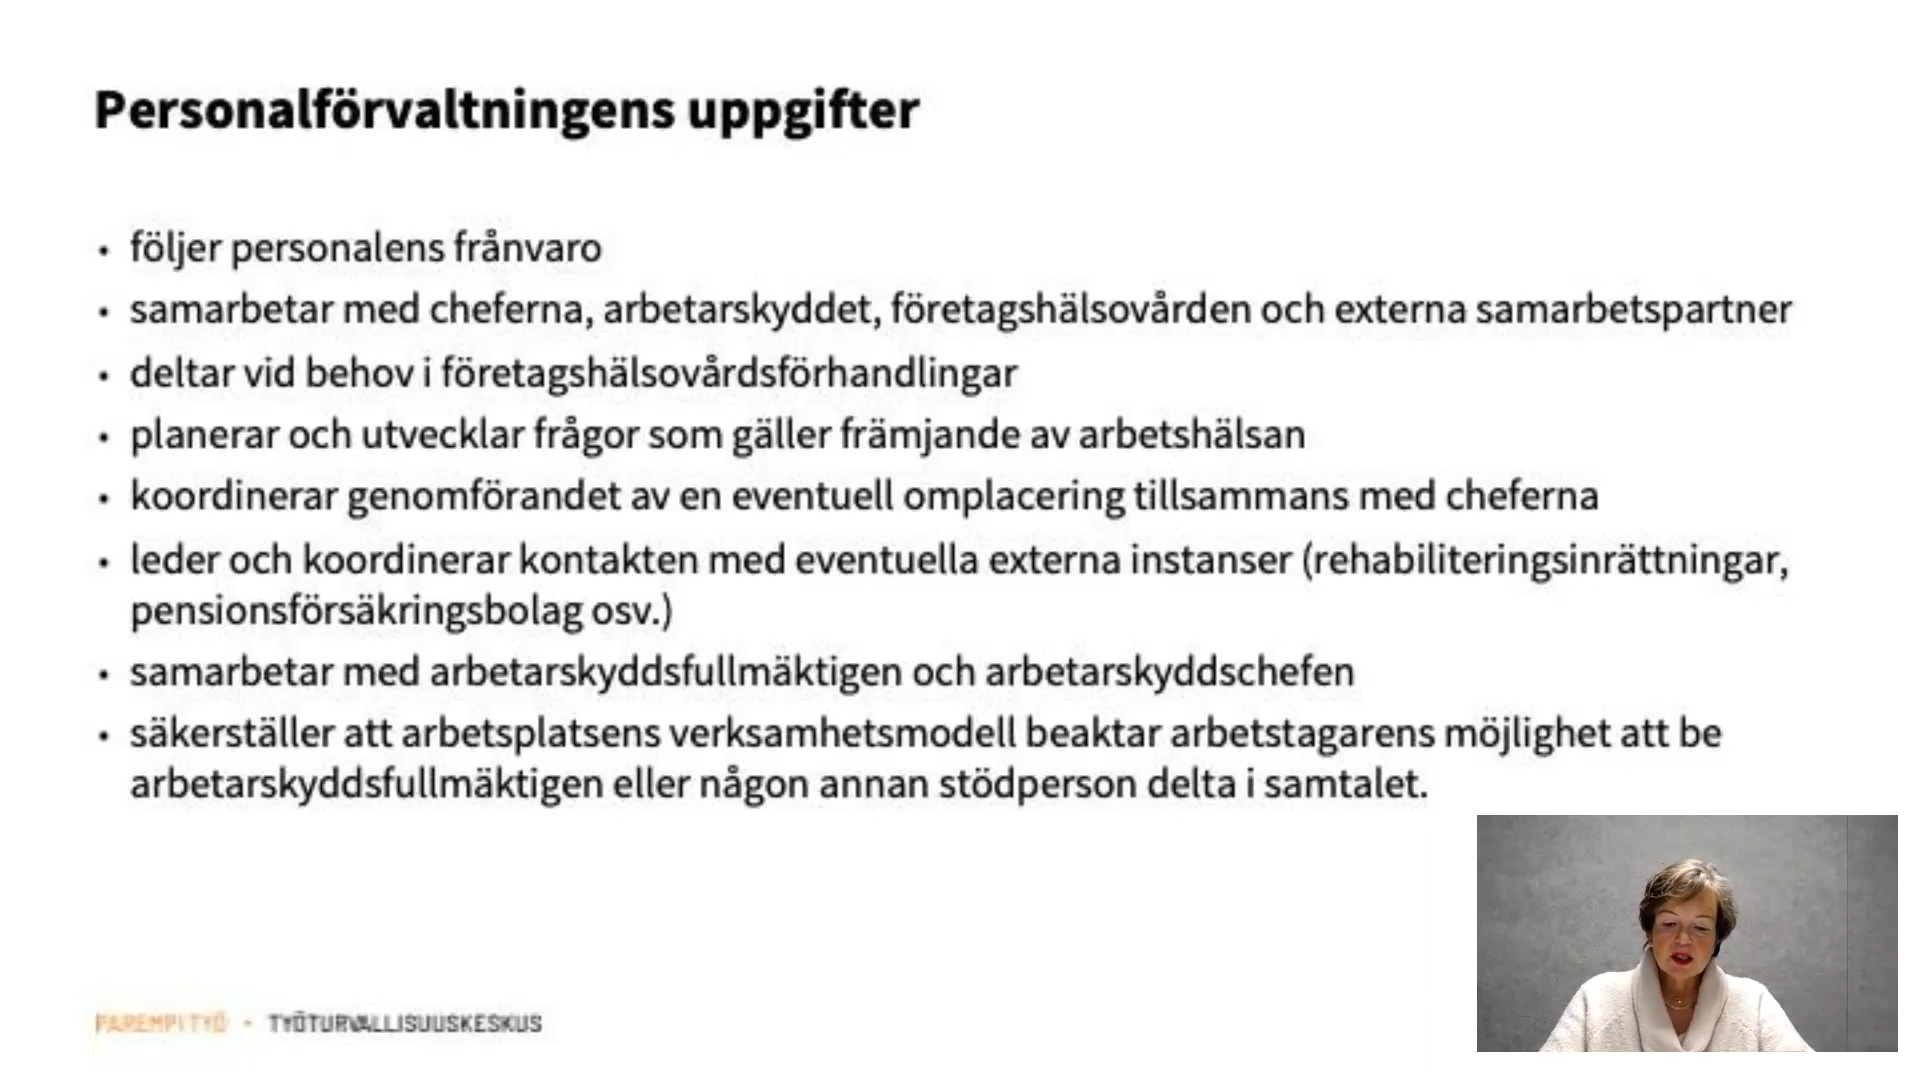 Personalförvaltningens uppgifter
• följer personalens frånvaro
• samarbetar med cheferna, arbetarskyddet, företagshälsovården och externa samarbetspartner
• deltar vid behov i företagshälsovårdsförhandlingar
• planerar och utvecklar frågor som gäller främjande av arbetshälsan
• koordinerar genomförandet av en eventuell omplacering tillsammans med cheferna
• leder och koordinerar kontakten med eventuella externa instanser (rehabiliteringsinrättningar,
pensionsförsäkringsbolag osv.)
• samarbetar med arbetarskyddsfullmäktigen och arbetarskyddschefen
• säkerställer att arbetsplatsens verksamhetsmodell beaktar arbetstagarens möjlighet att be
arbetarskyddsfullmäktigen eller någon annan stödperson delta i samtalet.
PAREMPI TYÖ • TYÖTURVALLISUUSKESKUS